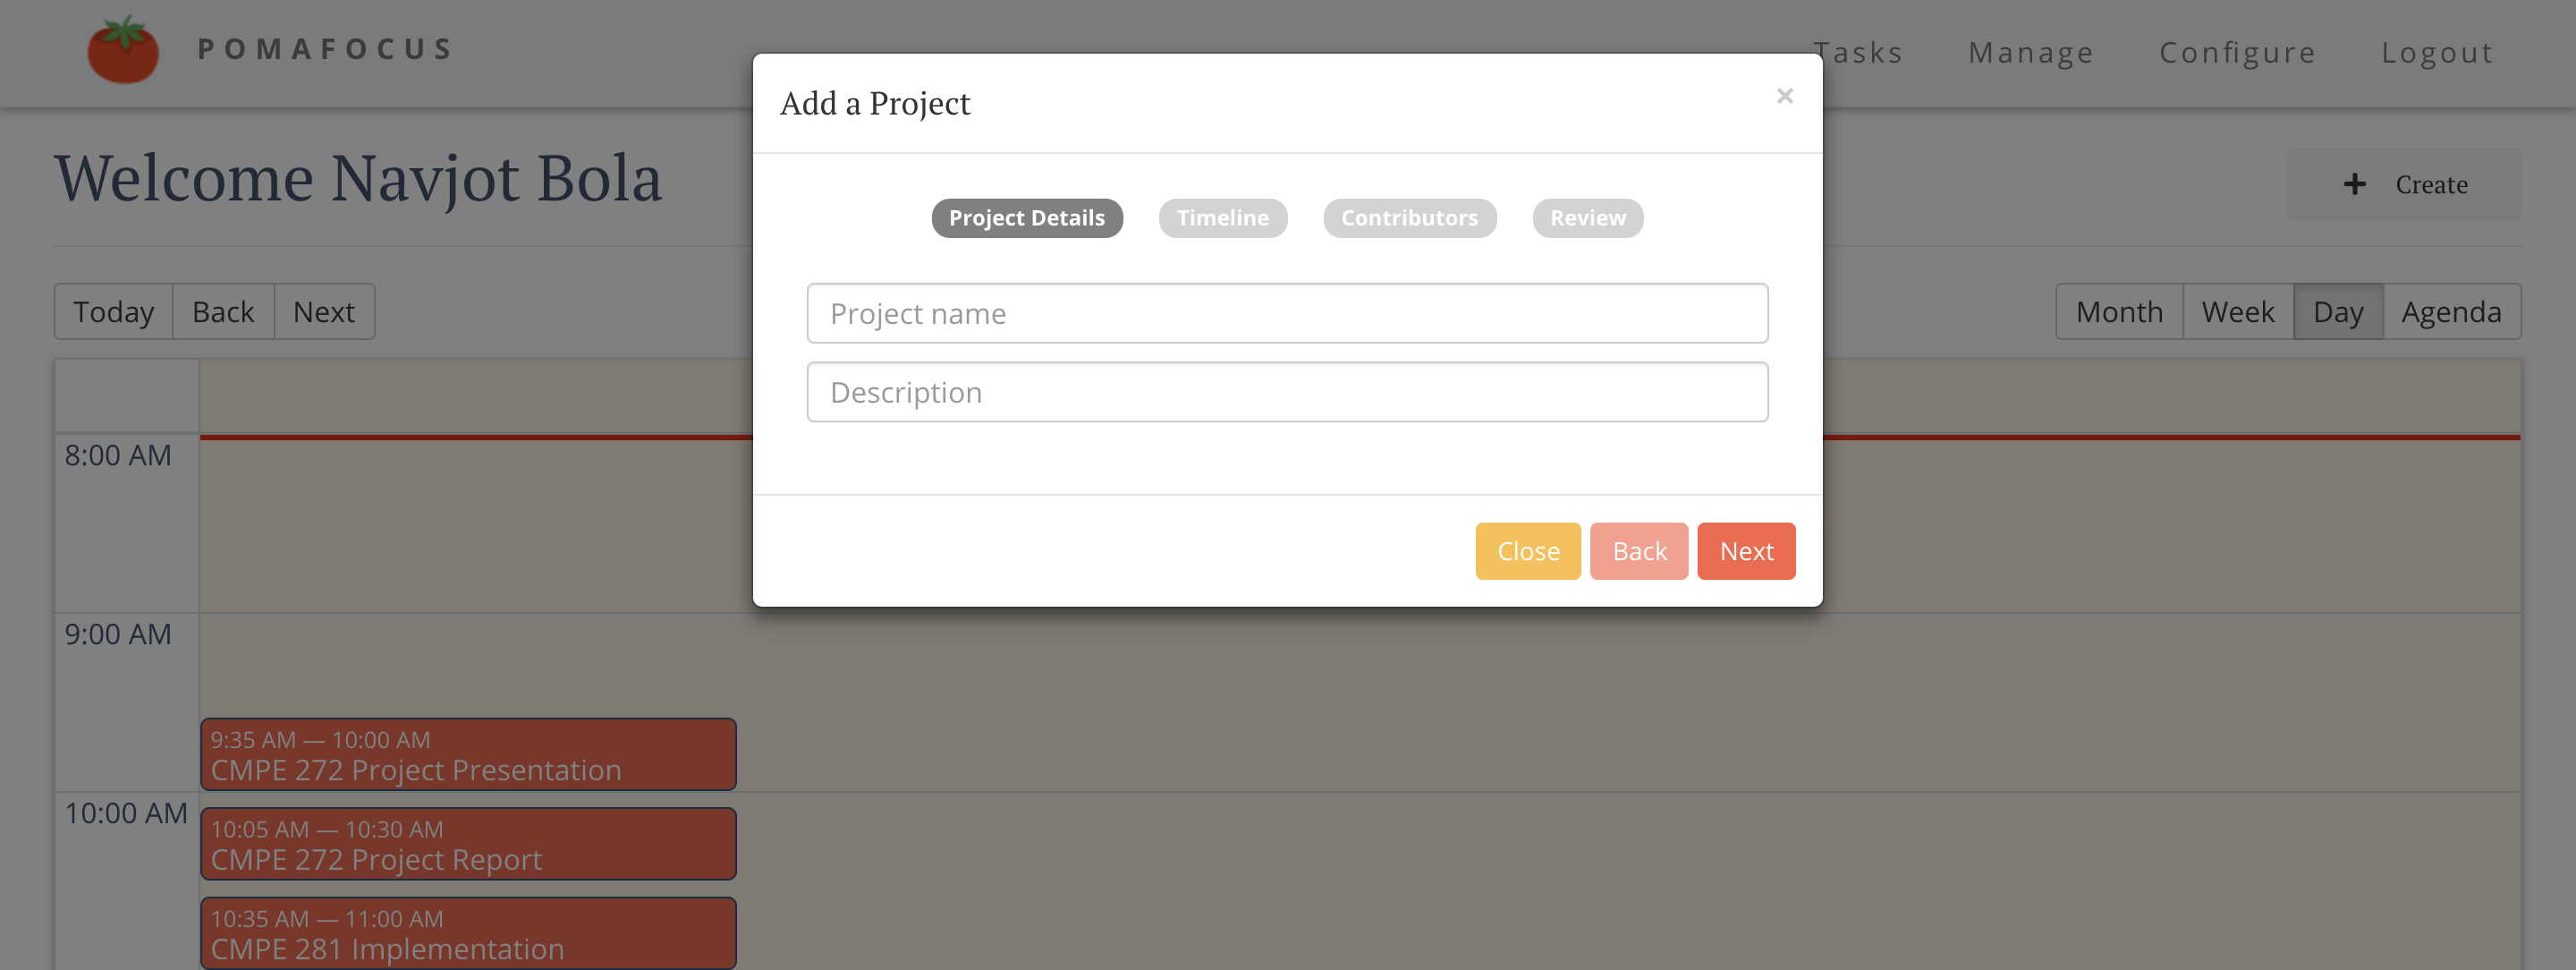 POMAFOCUS
Tasks Manage Configure Logout
Add a Project
×
Welcome Navjot Bola
+ Create
Project Details Timeline Contributors Review
Today Back Next
Month Week Day Agenda
Project name
Description
8:00 AM
Close Back Next
9:00 AM
9:35 AM — 10:00 AM
CMPE 272 Project Presentation
10:00 AM
10:05 AM — 10:30 AM
CMPE 272 Project Report
10:35 AM — 11:00 AM
CMPE 281 Implementation